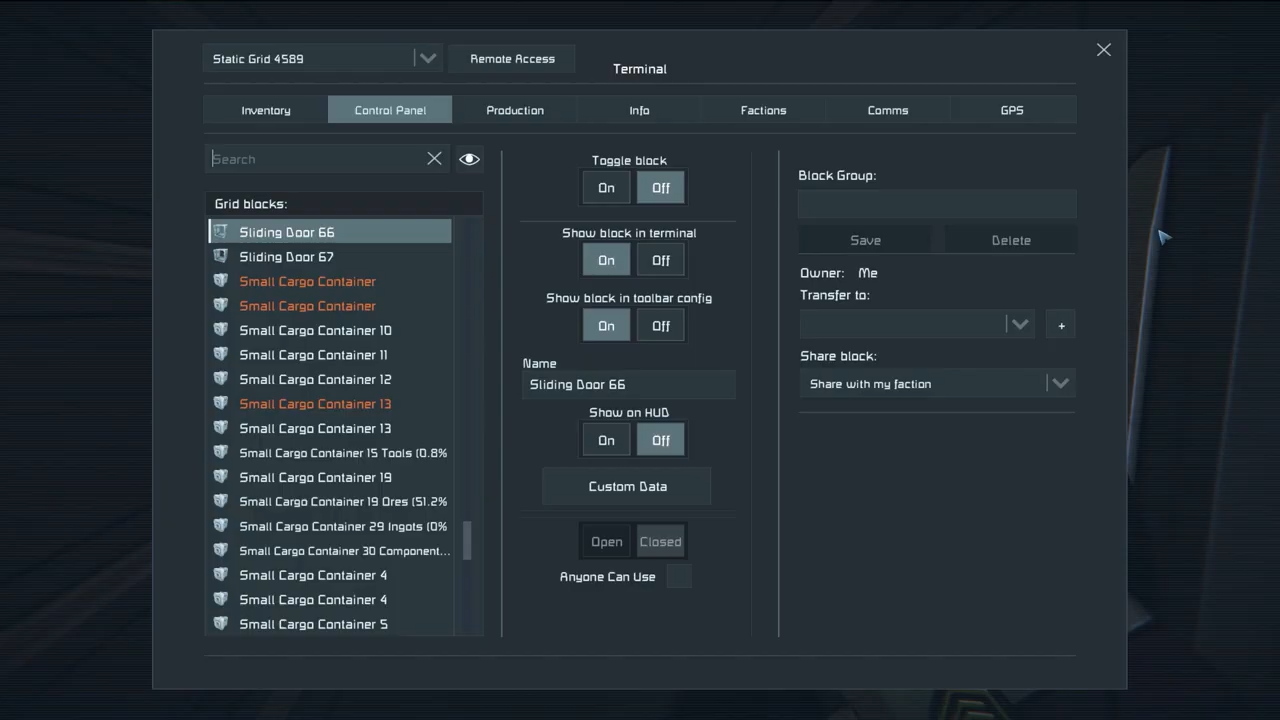 Static Grid 4589
Remote Access
Terminal
Inventory
Control Panel
Production
Info
Factions
Comms
GPS
Search
Grid blocks:
Sliding Door 66
Sliding Door 67
Small Cargo Container
Small Cargo Container
Small Cargo Container 10
Small Cargo Container 11
Small Cargo Container 12
Small Cargo Container 13
Small Cargo Container 13
Small Cargo Container 15 Tools (0.8%
Small Cargo Container 19
Small Cargo Container 19 Ores (51.2%
Small Cargo Container 29 Ingots (0%
Small Cargo Container 30 Component...
Small Cargo Container 4
Small Cargo Container 4
Small Cargo Container 5
Toggle block
On Off
Show block in terminal
On Off
Show block in toolbar config
On Off
Name
Sliding Door 66
Show on HUD
On Off
Custom Data
Open Closed
Anyone Can Use
Block Group:
Save Delete
Owner: Me
Transfer to:
+
Share block:
Share with my faction